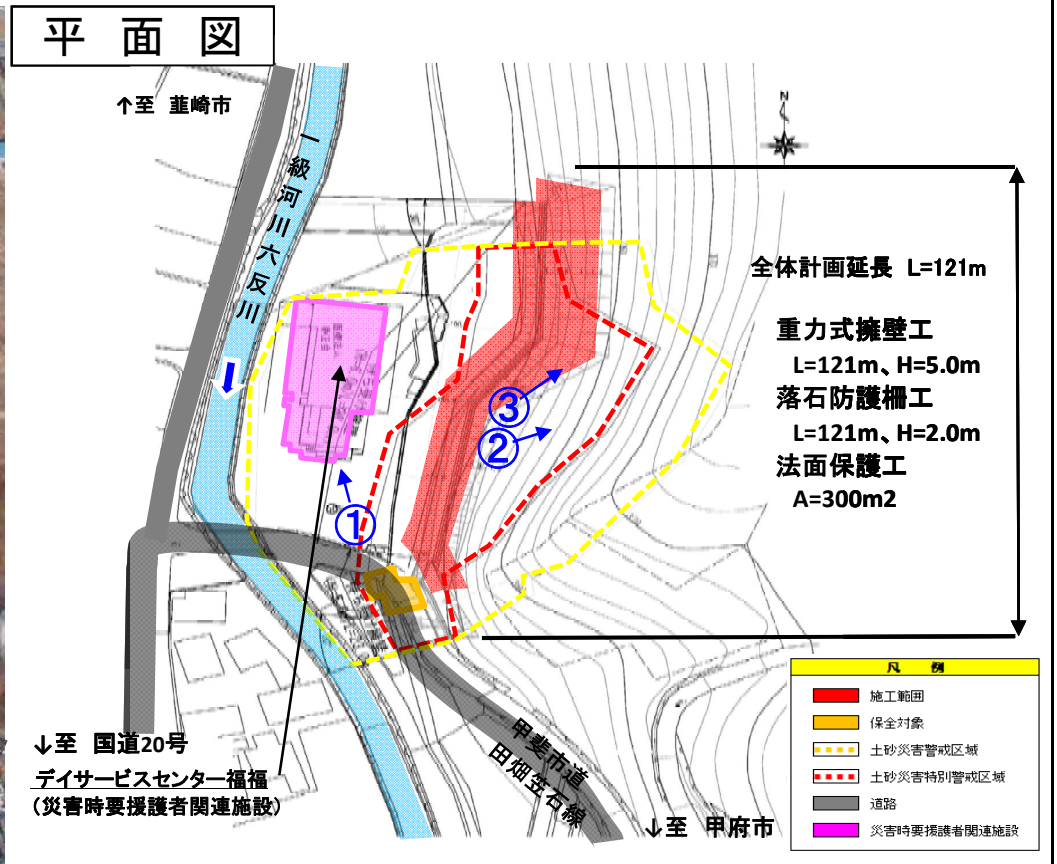 平面図
↑至 韮崎市
一級河川六反川
N
全体計画延長 L=121m
重力式擁壁工
L=121m、H=5.0m
落石防護柵工
L=121m、H=2.0m
法面保護工
A=300m2
③
②
①
↓至 国道20号
デイサービスセンター福福
(災害時要援護者関連施設)
甲斐市道
田畑笠石線
↓至 甲府市
凡例
施工範囲
保全対象
土砂災害警戒区域
土砂災害特別警戒区域
道路
災害時要援護者関連施設